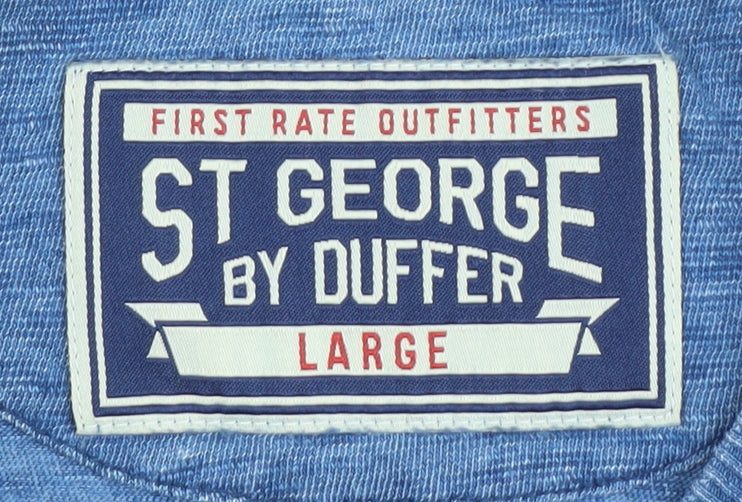 FIRST RATE OUTFITTERS
ST GEORGE
BY DUFFER
LARGE